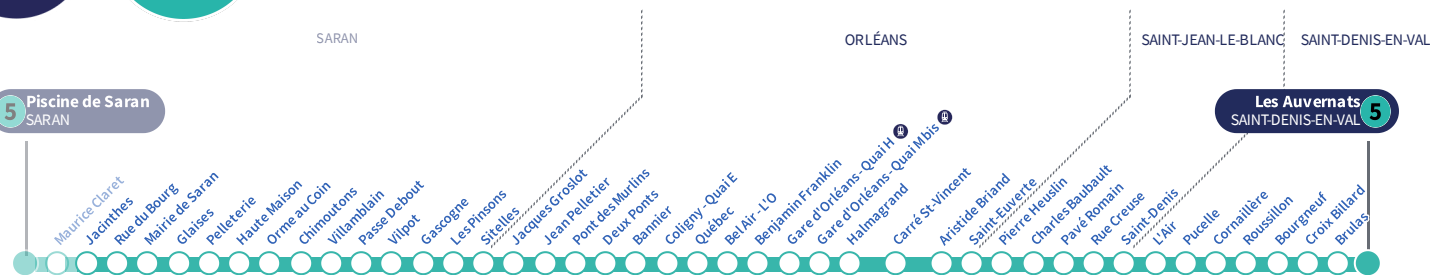 SARAN
ORLÉANS
SAINT-JEAN-LE-BLANC
SAINT-DENIS-EN-VAL
5
Piscine de Saran
SARAN
Les Auvernats
SAINT-DENIS-EN-VAL
5
Maurice Claret
Jacinthes
Rue du Bourg
Mairie de Saran
Glaises
Pelleterie
Haute Maison
Orme au Coin
Chimoutons
Villamblain
Passe Debout
Vilpot
Gascogne
Les Pinsons
Sitelles
Jacques Groslot
Jean Pelletier
Pont des Murlins
Deux Ponts
Bannier
Coligny - Quai E
Québec
Bel Air - L'O
Benjamin Franklin
Gare d'Orléans - Quai H
Gare d'Orléans - Quai M bis
Halmagrand
Carré St-Vincent
Aristide Briand
Saint-Euverte
Pierre Heuslin
Charles Baubault
Pavé Romain
Rue Creuse
Saint-Denis
L'Air
Pucelle
Cornaillère
Roussillon
Bourgneuf
Croix Billard
Brulas